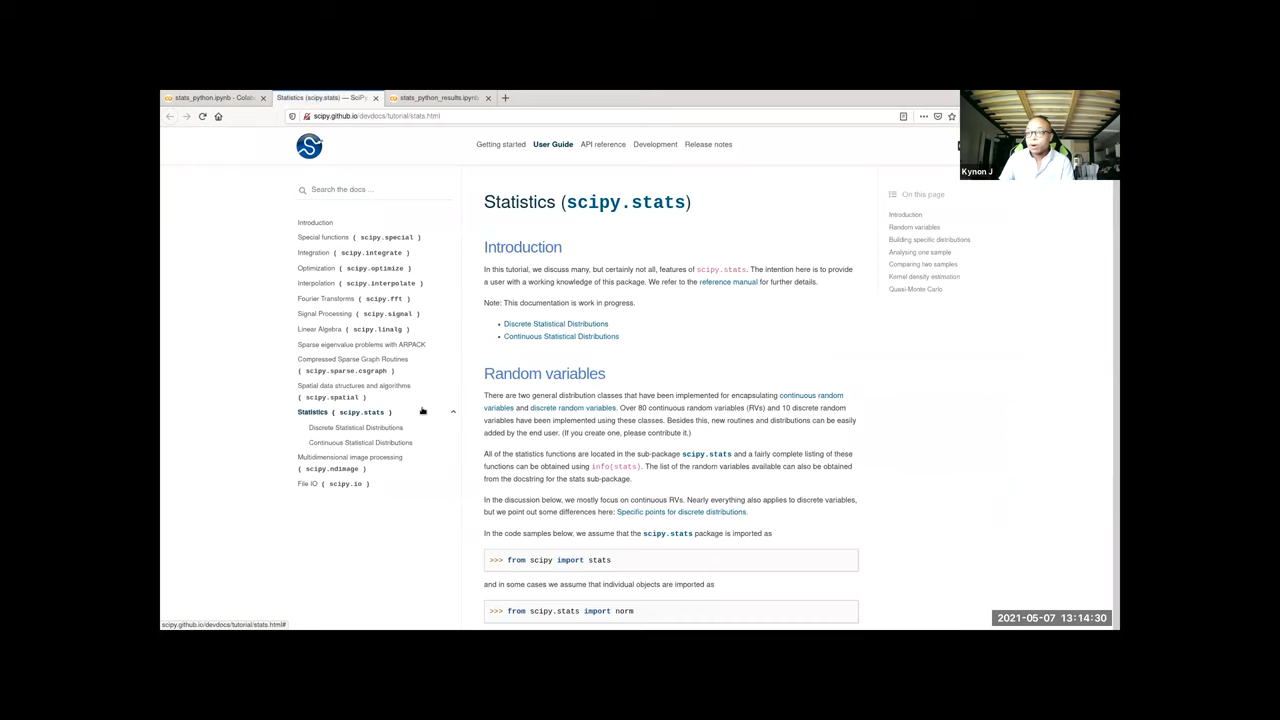 stats_python.ipynb - Colab
Statistics (scipy.stats) — SciPy
stats_python_results.ipynb
scipy.github.io/devdocs/tutorial/stats.html
Getting started User Guide API reference Development Release notes
Kynon J
Search the docs ...
Introduction
Special functions ( scipy.special )
Integration ( scipy.integrate )
Optimization ( scipy.optimize )
Interpolation ( scipy.interpolate )
Fourier Transforms ( scipy.fft )
Signal Processing ( scipy.signal )
Linear Algebra ( scipy.linalg )
Sparse eigenvalue problems with ARPACK
Compressed Sparse Graph Routines
( scipy.sparse.csgraph )
Spatial data structures and algorithms
( scipy.spatial )
Statistics ( scipy.stats )
Discrete Statistical Distributions
Continuous Statistical Distributions
Multidimensional image processing
( scipy.ndimage )
File IO ( scipy.io )
Statistics (scipy.stats)
Introduction
In this tutorial, we discuss many, but certainly not all, features of scipy.stats. The intention here is to provide
a user with a working knowledge of this package. We refer to the reference manual for further details.
Note: This documentation is work in progress.
• Discrete Statistical Distributions
• Continuous Statistical Distributions
Random variables
There are two general distribution classes that have been implemented for encapsulating continuous random
variables and discrete random variables. Over 80 continuous random variables (RVs) and 10 discrete random
variables have been implemented using these classes. Besides this, new routines and distributions can be easily
added by the end user. (If you create one, please contribute it.)
All of the statistics functions are located in the sub-package scipy.stats and a fairly complete listing of these
functions can be obtained using info(stats). The list of the random variables available can also be obtained
from the docstring for the stats sub-package.
In the discussion below, we mostly focus on continuous RVs. Nearly everything also applies to discrete variables,
but we point out some differences here: Specific points for discrete distributions.
In the code samples below, we assume that the scipy.stats package is imported as
>>> from scipy import stats
and in some cases we assume that individual objects are imported as
>>> from scipy.stats import norm
On this page
Introduction
Random variables
Building specific distributions
Analysing one sample
Comparing two samples
Kernel density estimation
Quasi-Monte Carlo
scipy.github.io/devdocs/tutorial/stats.html#
2021-05-07 13:14:30